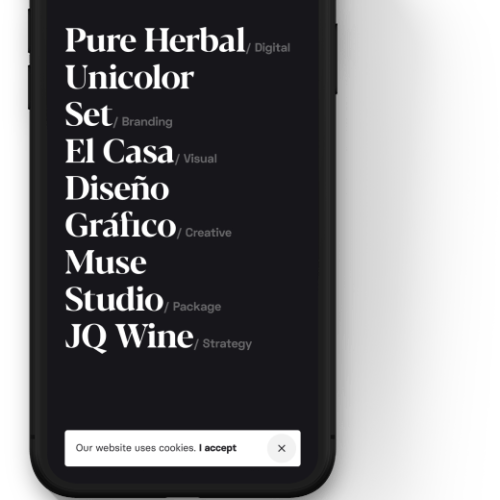 Pure Herbal / Digital
Unicolor
Set / Branding
El Casa / Visual
Diseño
Gráfico / Creative
Muse
Studio / Package
JQ Wine / Strategy
Our website uses cookies. I accept ×